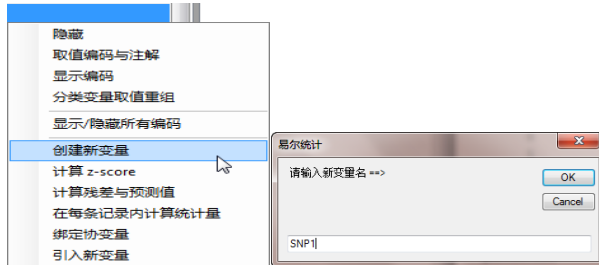 隐藏
取值编码与注解
显示编码
分类变量取值重组
显示/隐藏所有编码
创建新变量
计算 z-score
计算残差与预测值
在每条记录内计算统计量
绑定协变量
引入新变量
易尔统计
请输入新变量名 ==>
OK
Cancel
SNP1